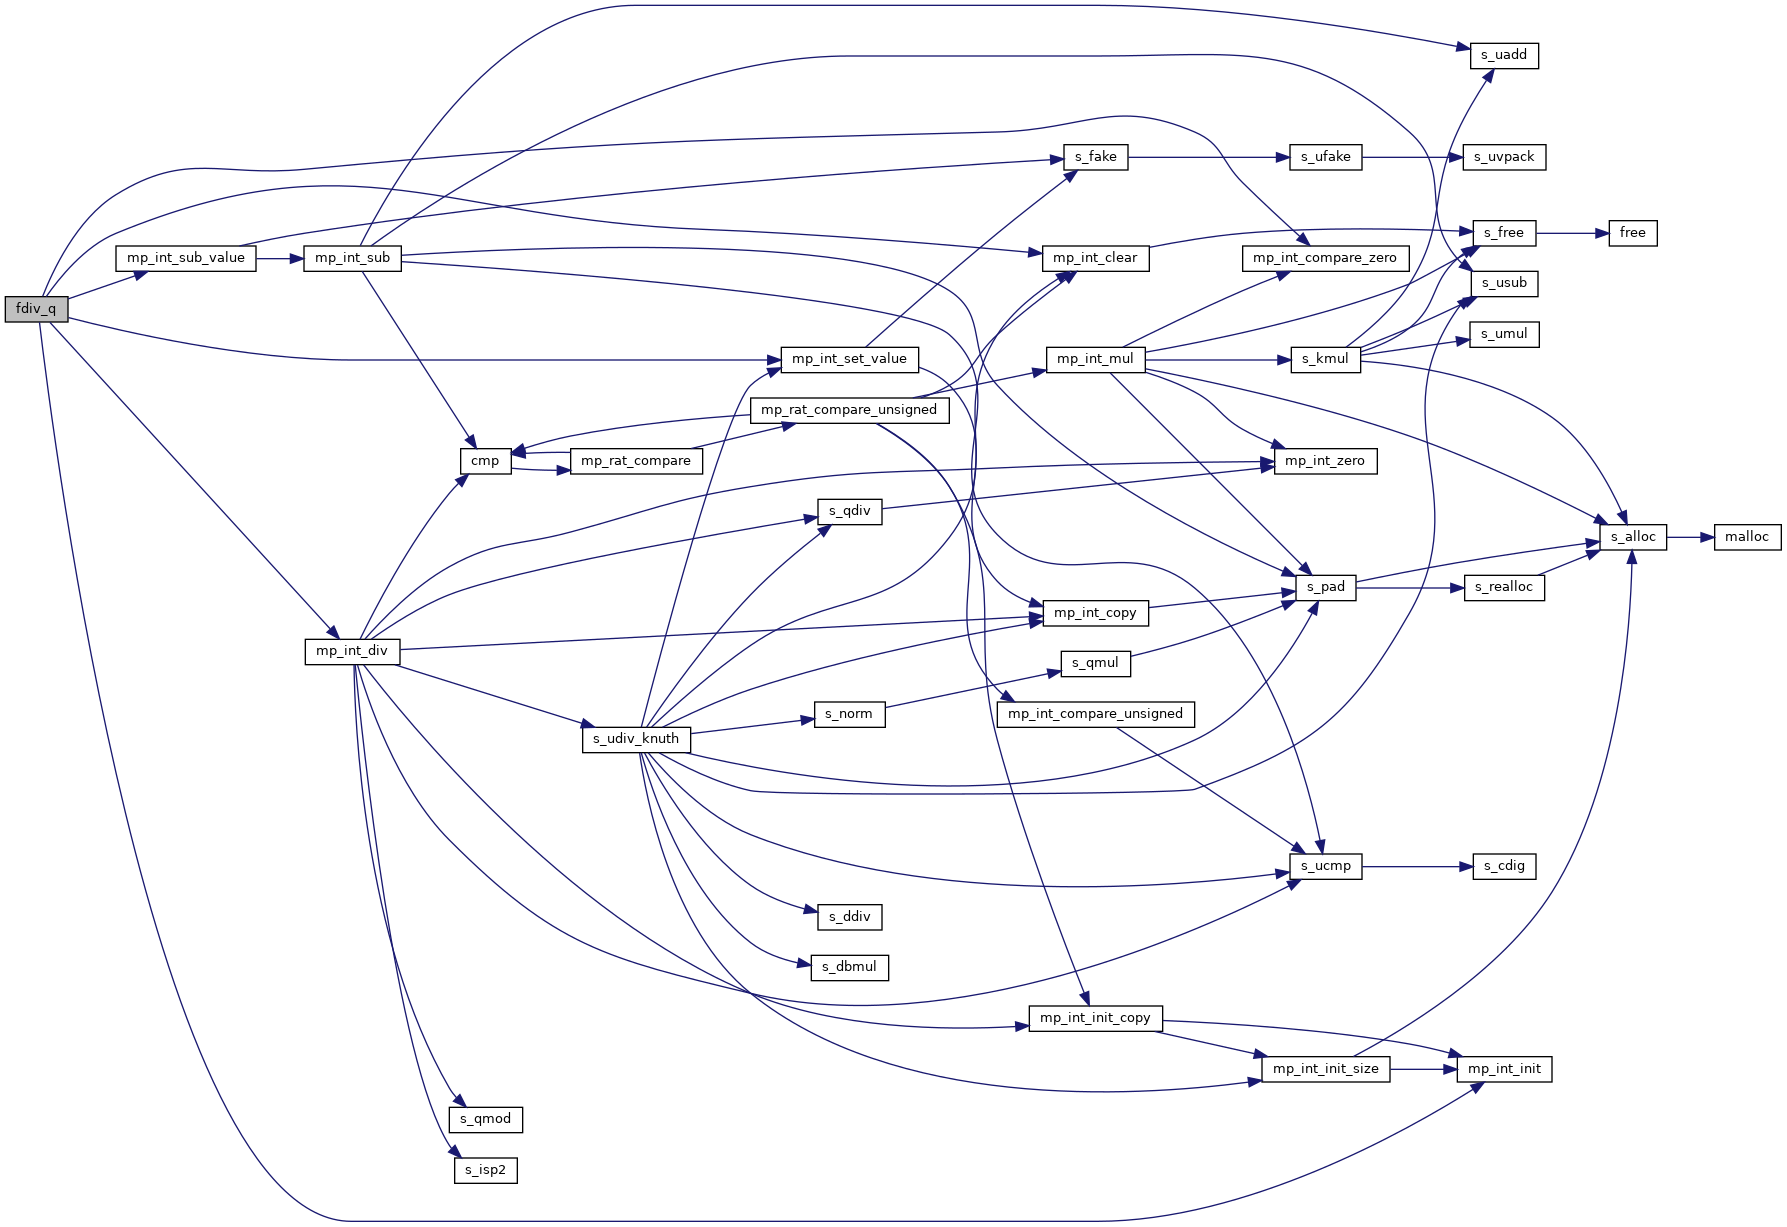 s_uadd
s_fake
s_ufake
s_uvpack
s_free
free
mp_int_sub_value
mp_int_sub
mp_int_clear
mp_int_compare_zero
s_usub
fdiv_q
s_umul
mp_int_set_value
mp_int_mul
s_kmul
mp_rat_compare_unsigned
cmp
mp_rat_compare
mp_int_zero
s_qdiv
s_alloc
malloc
s_pad
s_realloc
mp_int_copy
mp_int_div
s_qmul
s_norm
mp_int_compare_unsigned
s_udiv_knuth
s_ucmp
s_cdig
s_ddiv
s_dbmul
mp_int_init_copy
mp_int_init_size
mp_int_init
s_qmod
s_isp2